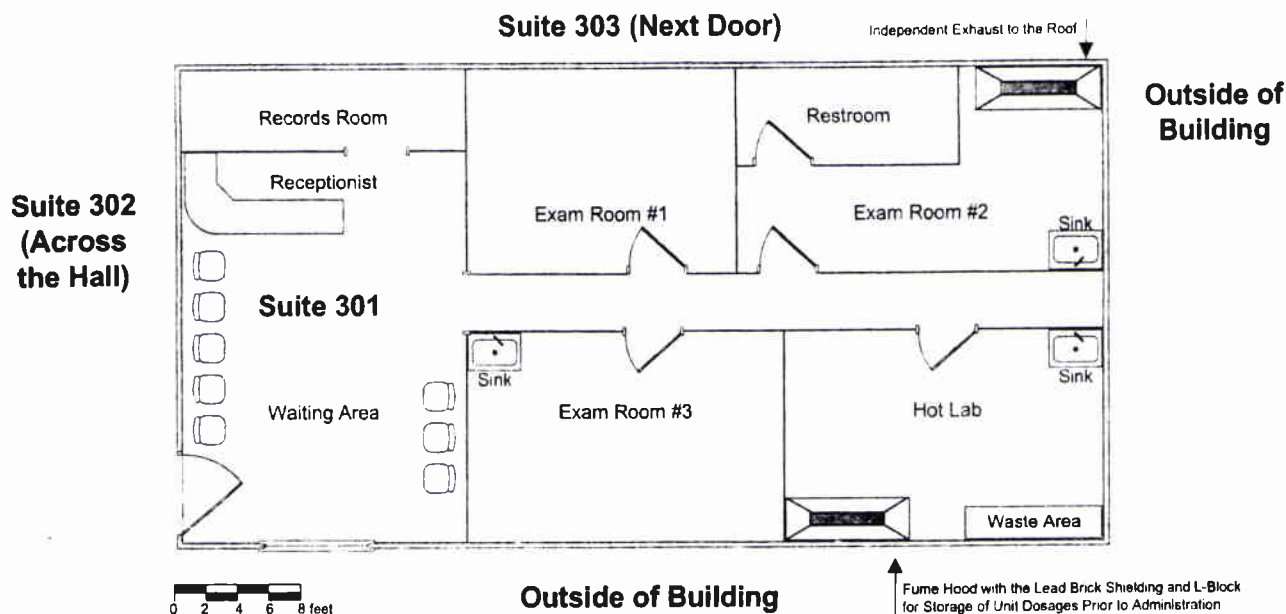 Suite 303 (Next Door)
Independent Exhaust to the Roof
Outside of
Building
Records Room
Restroom
Receptionist
Suite 302
(Across
the Hall)
Exam Room #1
Exam Room #2
Sink
Suite 301
Sink
Sink
Waiting Area
Exam Room #3
Hot Lab
Waste Area
0 2 4 6 8 feet
Outside of Building
Fume Hood with the Lead Brick Shielding and L-Block
for Storage of Unit Dosages Prior to Administration